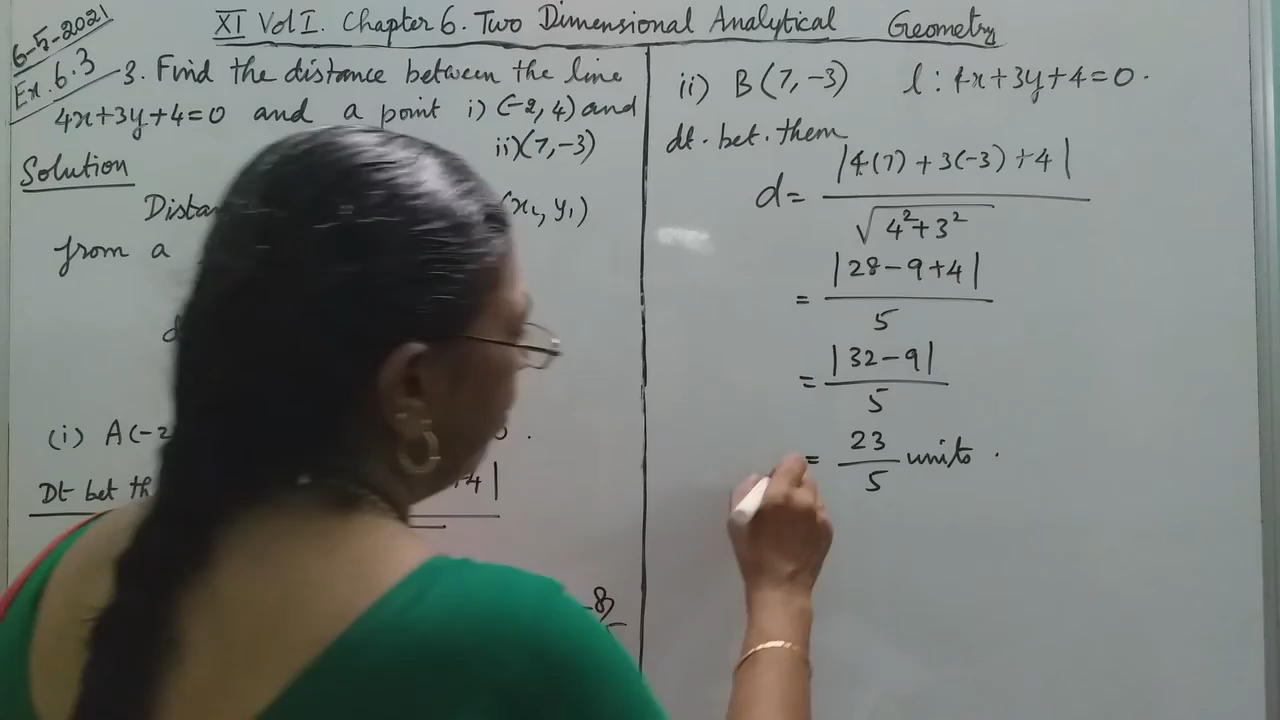 XI Vol I. Chapter 6. Two Dimensional Analytical Geometry
6-5-2021
Ex. 6.3
3. Find the distance between the line
4x+3y+4=0 and a point i) (-2, 4) and
ii) (7, -3)
Solution
(x₁, y₁)
from a
d
(i) A(-2
Dt bet th
+4|
-8/
ii) B(7, -3) l : 4x+3y+4=0.
dt. bet. them
d = |4(7) + 3(-3) + 4| / √4²+3²
= |28-9+4| / 5
= |32-9| / 5
= 23/5 units.